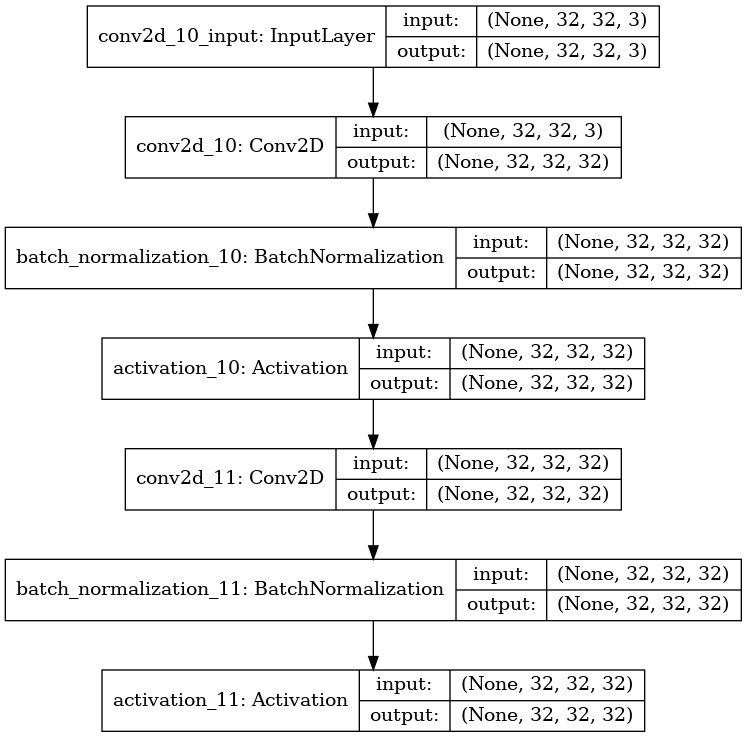 conv2d_10_input: InputLayer
input: (None, 32, 32, 3)
output: (None, 32, 32, 3)
conv2d_10: Conv2D
input: (None, 32, 32, 3)
output: (None, 32, 32, 32)
batch_normalization_10: BatchNormalization
input: (None, 32, 32, 32)
output: (None, 32, 32, 32)
activation_10: Activation
input: (None, 32, 32, 32)
output: (None, 32, 32, 32)
conv2d_11: Conv2D
input: (None, 32, 32, 32)
output: (None, 32, 32, 32)
batch_normalization_11: BatchNormalization
input: (None, 32, 32, 32)
output: (None, 32, 32, 32)
activation_11: Activation
input: (None, 32, 32, 32)
output: (None, 32, 32, 32)